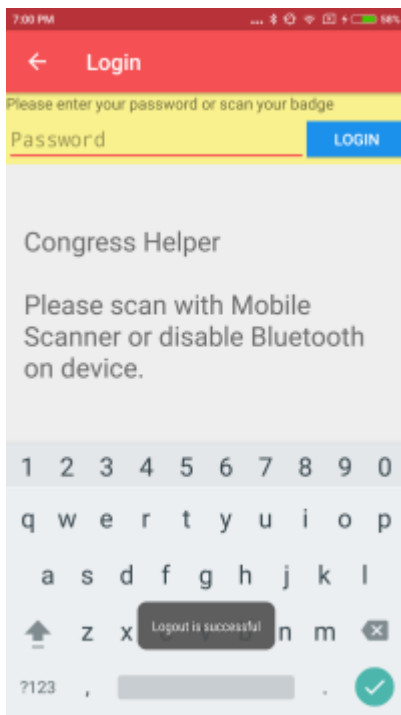 7:00 PM ... 58%
Login
Please enter your password or scan your badge
Password LOGIN
Congress Helper
Please scan with Mobile
Scanner or disable Bluetooth
on device.
1 2 3 4 5 6 7 8 9 0
q w e r t y u i o p
a s d f g h j k l
z x n m
Logout is successful
?123 , .